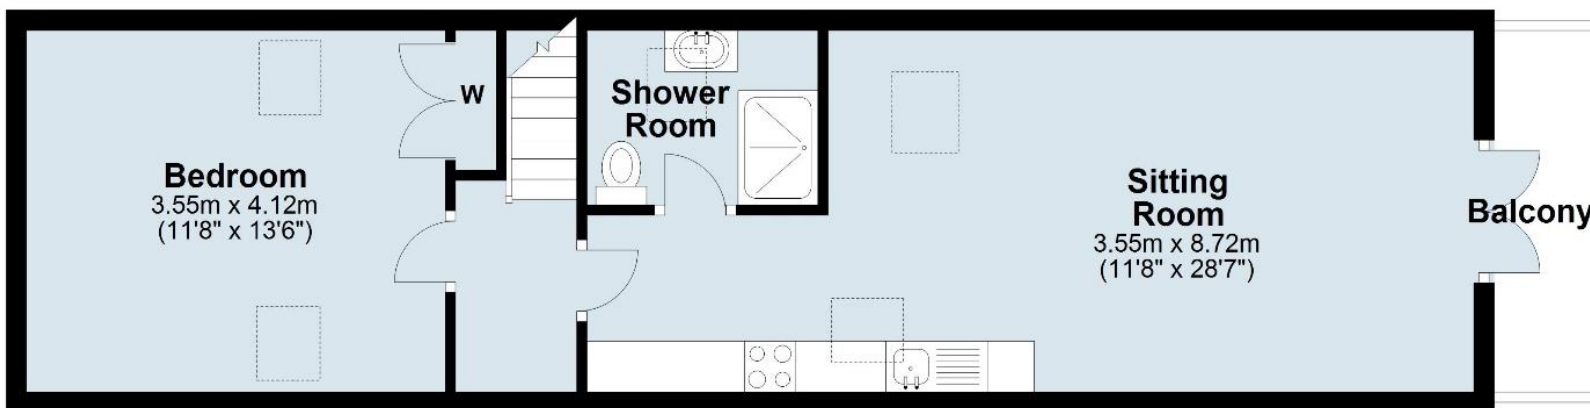 Bedroom
3.55m x 4.12m
(11'8" x 13'6")
W
Shower
Room
Sitting
Room
3.55m x 8.72m
(11'8" x 28'7")
Balcony